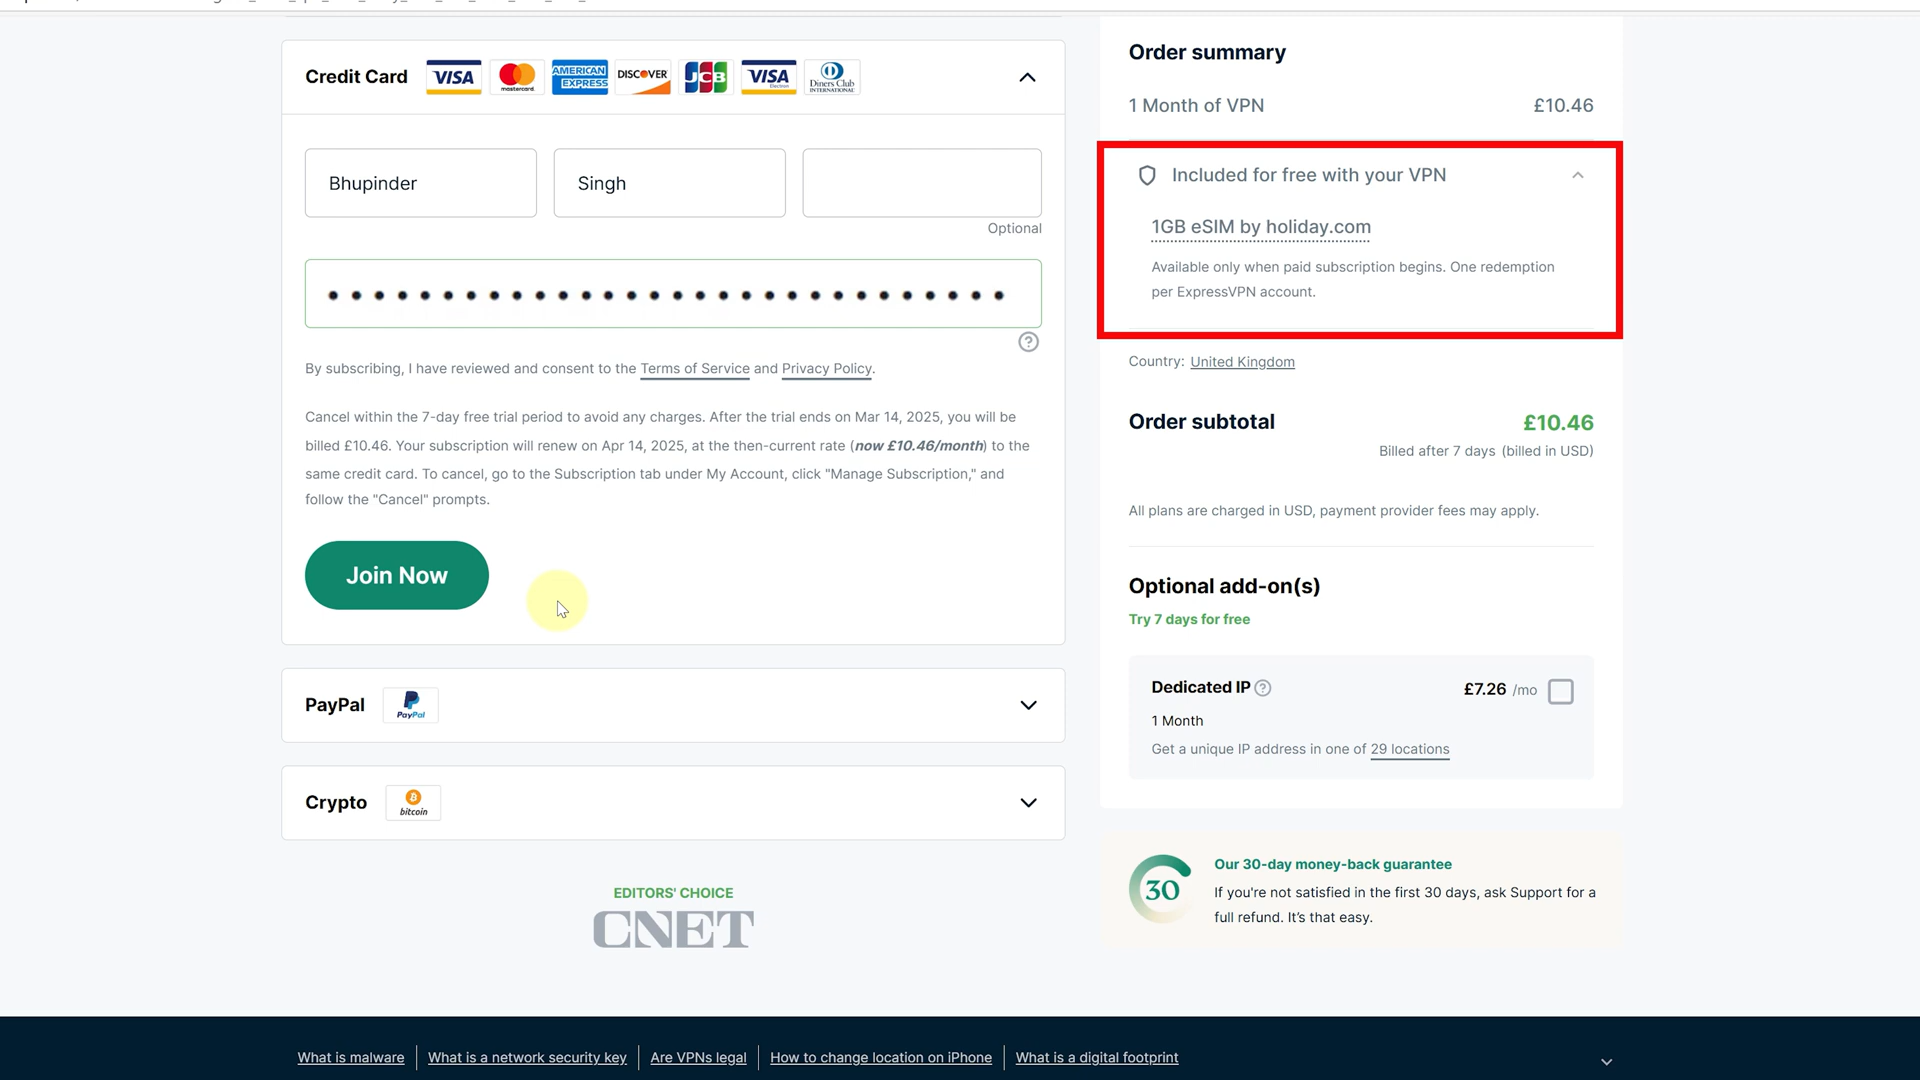 Credit Card VISA mastercard. AMERICAN EXPRESS DISCOVER JCB VISA Electron Diners Club INTERNATIONAL
Bhupinder Singh
Optional
By subscribing, I have reviewed and consent to the Terms of Service and Privacy Policy.
Cancel within the 7-day free trial period to avoid any charges. After the trial ends on Mar 14, 2025, you will be
billed £10.46. Your subscription will renew on Apr 14, 2025, at the then-current rate (now £10.46/month) to the
same credit card. To cancel, go to the Subscription tab under My Account, click "Manage Subscription," and
follow the "Cancel" prompts.
Join Now
PayPal PayPal
Crypto bitcoin
EDITORS' CHOICE
CNET
Order summary
1 Month of VPN £10.46
Included for free with your VPN
1GB eSIM by holiday.com
Available only when paid subscription begins. One redemption
per ExpressVPN account.
Country: United Kingdom
Order subtotal £10.46
Billed after 7 days (billed in USD)
All plans are charged in USD, payment provider fees may apply.
Optional add-on(s)
Try 7 days for free
Dedicated IP £7.26 /mo
1 Month
Get a unique IP address in one of 29 locations
30
Our 30-day money-back guarantee
If you're not satisfied in the first 30 days, ask Support for a
full refund. It's that easy.
What is malware What is a network security key Are VPNs legal How to change location on iPhone What is a digital footprint